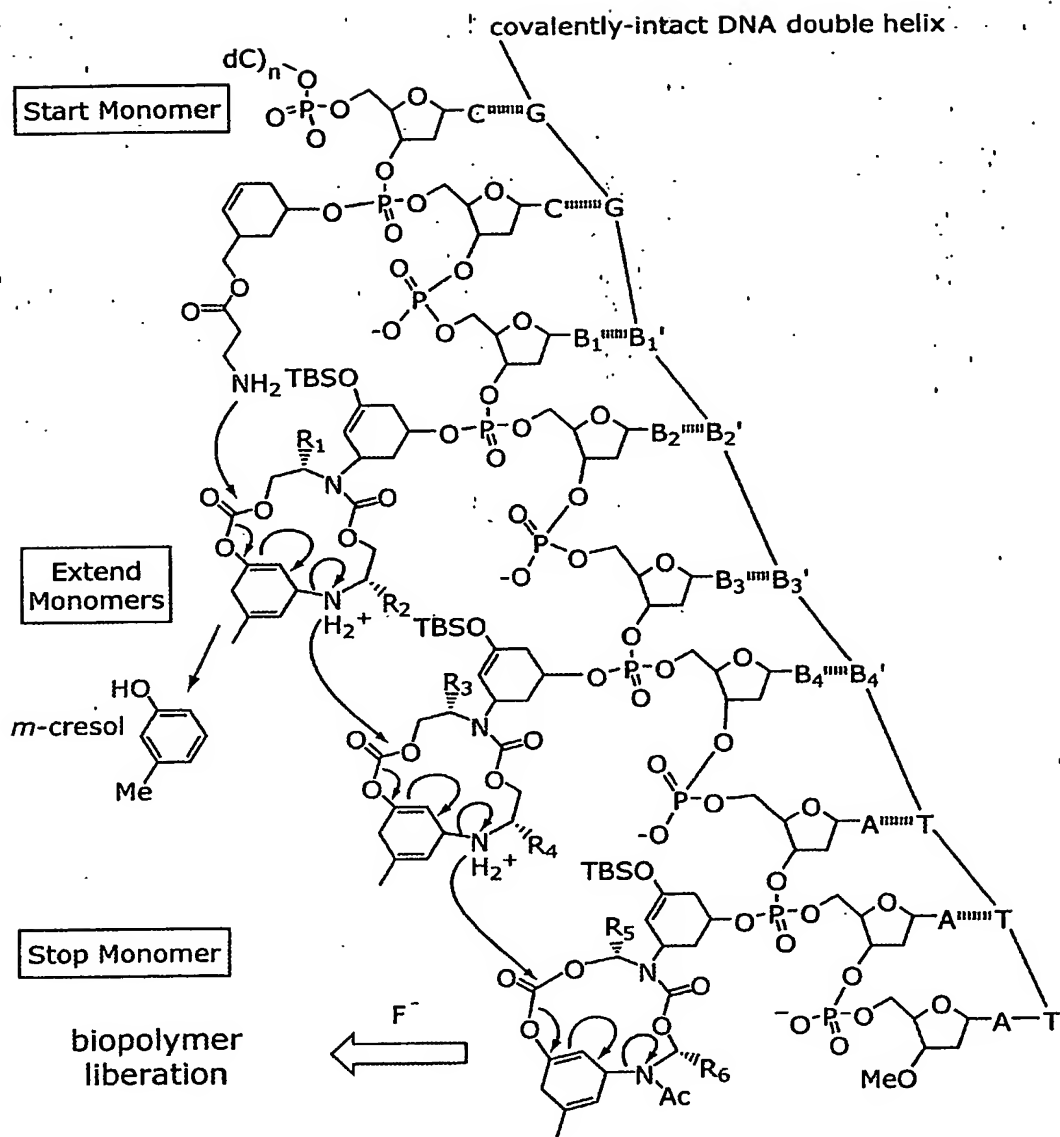 covalently-intact DNA double helix
dC)n O
Start Monomer
O=P-O O C G
O
O
O P-O O C G
O
O O
O=P O
-O O B1 B1'
NH2 TBSO
O
O-P-O O B2 B2'
O
R1
O O N O
O O
O
O=P-O O B3 B3'
-O
Extend
Monomers
N R2
H2+
TBSO
O
O-P-O O B4 B4'
O
HO
m-cresol
Me
R3
O O N O
O O
N R4
H2+
O
O=P-O O A T
-O
TBSO
O
O-P-O O A T
O
Stop Monomer
R5
O O N O
O O
O
-O-P-O O A T
O
MeO
N R6
Ac
F-
biopolymer
liberation